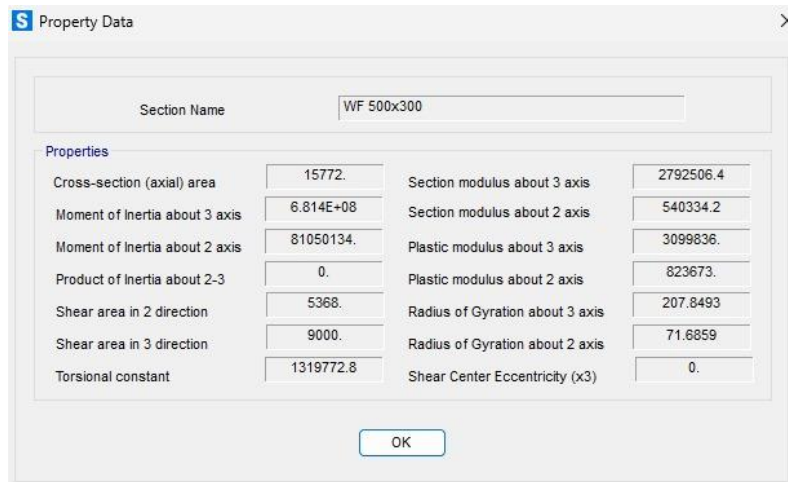 S Property Data
Section Name WF 500x300
Properties
Cross-section (axial) area 15772. Section modulus about 3 axis 2792506.4
Moment of Inertia about 3 axis 6.814E+08 Section modulus about 2 axis 540334.2
Moment of Inertia about 2 axis 81050134. Plastic modulus about 3 axis 3099836.
Product of Inertia about 2-3 0. Plastic modulus about 2 axis 823673.
Shear area in 2 direction 5368. Radius of Gyration about 3 axis 207.8493
Shear area in 3 direction 9000. Radius of Gyration about 2 axis 71.6859
Torsional constant 1319772.8 Shear Center Eccentricity (x3) 0.
OK